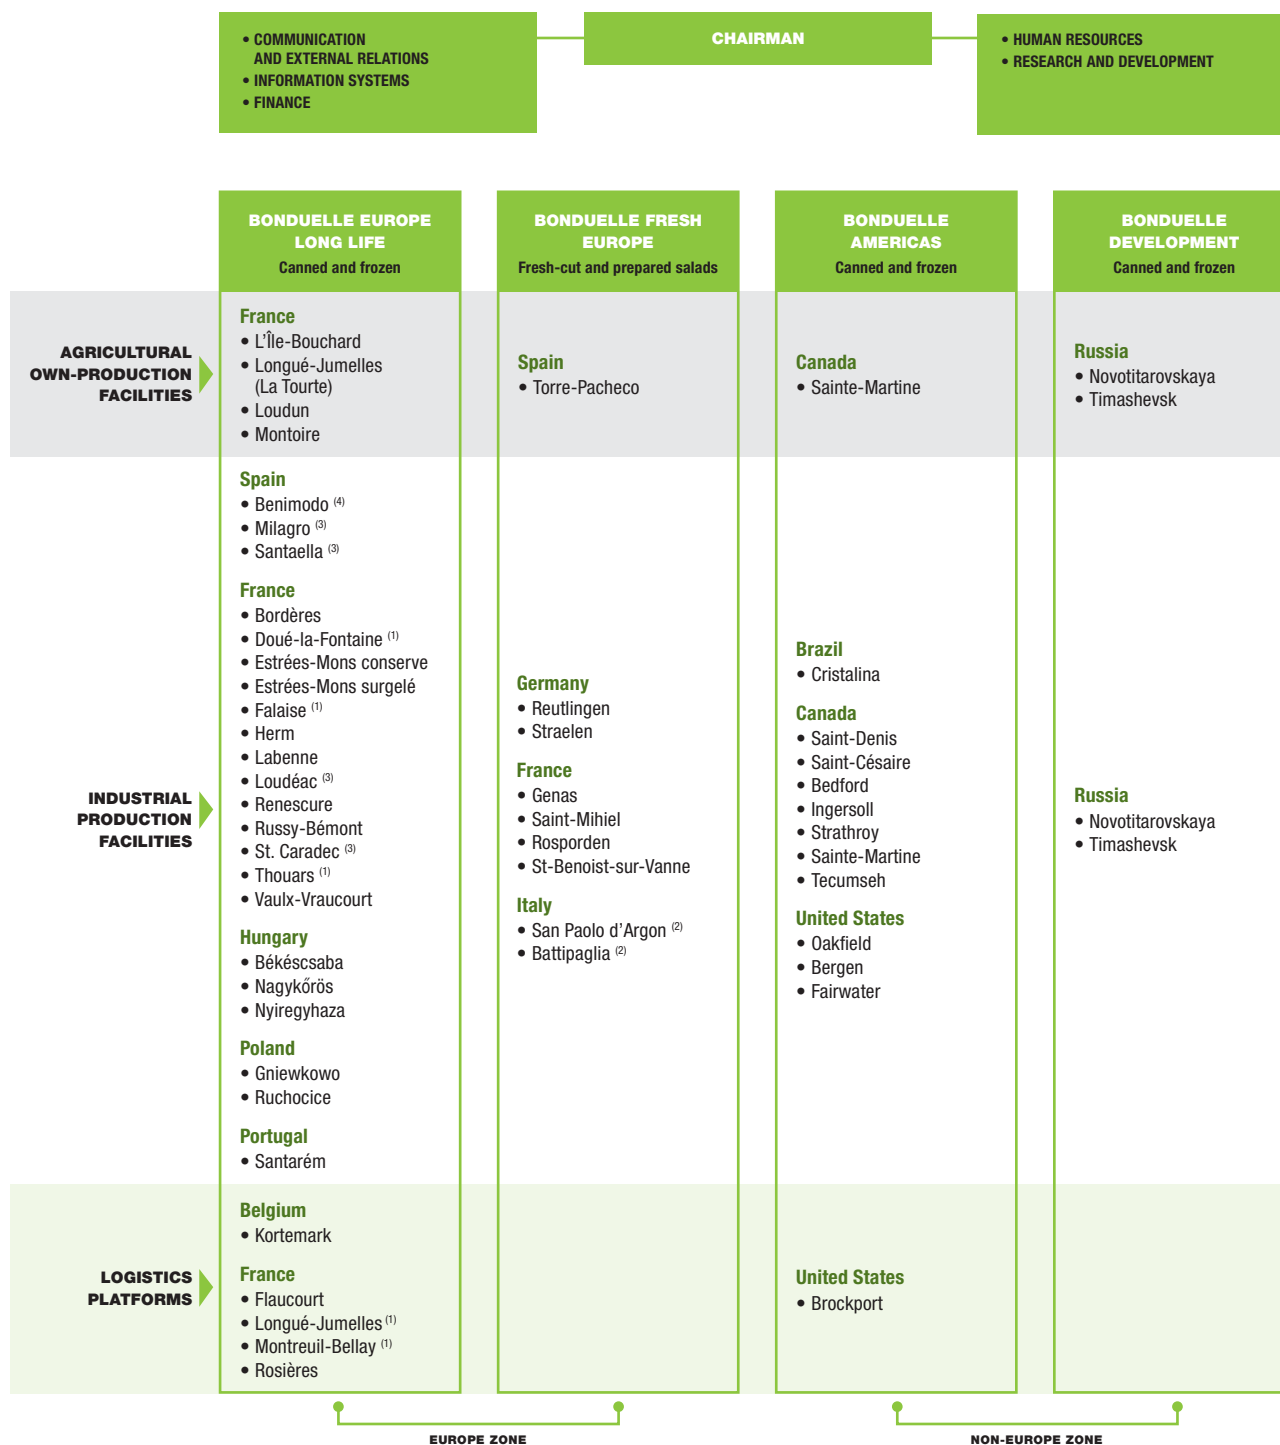 • COMMUNICATION
AND EXTERNAL RELATIONS
• INFORMATION SYSTEMS
• FINANCE
CHAIRMAN
• HUMAN RESOURCES
• RESEARCH AND DEVELOPMENT
BONDUELLE EUROPE
LONG LIFE
Canned and frozen
BONDUELLE FRESH
EUROPE
Fresh-cut and prepared salads
BONDUELLE
AMERICAS
Canned and frozen
BONDUELLE
DEVELOPMENT
Canned and frozen
AGRICULTURAL
OWN-PRODUCTION
FACILITIES
France
• L'Île-Bouchard
• Longué-Jumelles
(La Tourte)
• Loudun
• Montoire
Spain
• Torre-Pacheco
Canada
• Sainte-Martine
Russia
• Novotitarovskaya
• Timashevsk
INDUSTRIAL
PRODUCTION
FACILITIES
Spain
• Benimodo (4)
• Milagro (3)
• Santaella (3)
France
• Bordères
• Doué-la-Fontaine (1)
• Estrées-Mons conserve
• Estrées-Mons surgelé
• Falaise (1)
• Herm
• Labenne
• Loudéac (3)
• Renescure
• Russy-Bémont
• St. Caradec (3)
• Thouars (1)
• Vaulx-Vraucourt
Hungary
• Békéscsaba
• Nagykőrös
• Nyiregyhaza
Poland
• Gniewkowo
• Ruchocice
Portugal
• Santarém
Germany
• Reutlingen
• Straelen
France
• Genas
• Saint-Mihiel
• Rosporden
• St-Benoist-sur-Vanne
Italy
• San Paolo d'Argon (2)
• Battipaglia (2)
Brazil
• Cristalina
Canada
• Saint-Denis
• Saint-Césaire
• Bedford
• Ingersoll
• Strathroy
• Sainte-Martine
• Tecumseh
United States
• Oakfield
• Bergen
• Fairwater
Russia
• Novotitarovskaya
• Timashevsk
LOGISTICS
PLATFORMS
Belgium
• Kortemark
France
• Flaucourt
• Longué-Jumelles (1)
• Montreuil-Bellay (1)
• Rosières
United States
• Brockport
EUROPE ZONE
NON-EUROPE ZONE